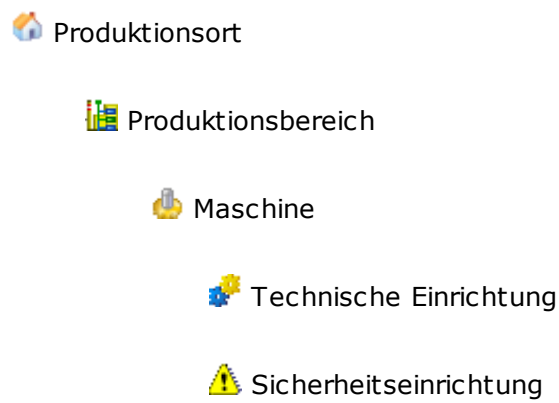 Produktionsort
Produktionsbereich
Maschine
Technische Einrichtung
Sicherheitseinrichtung